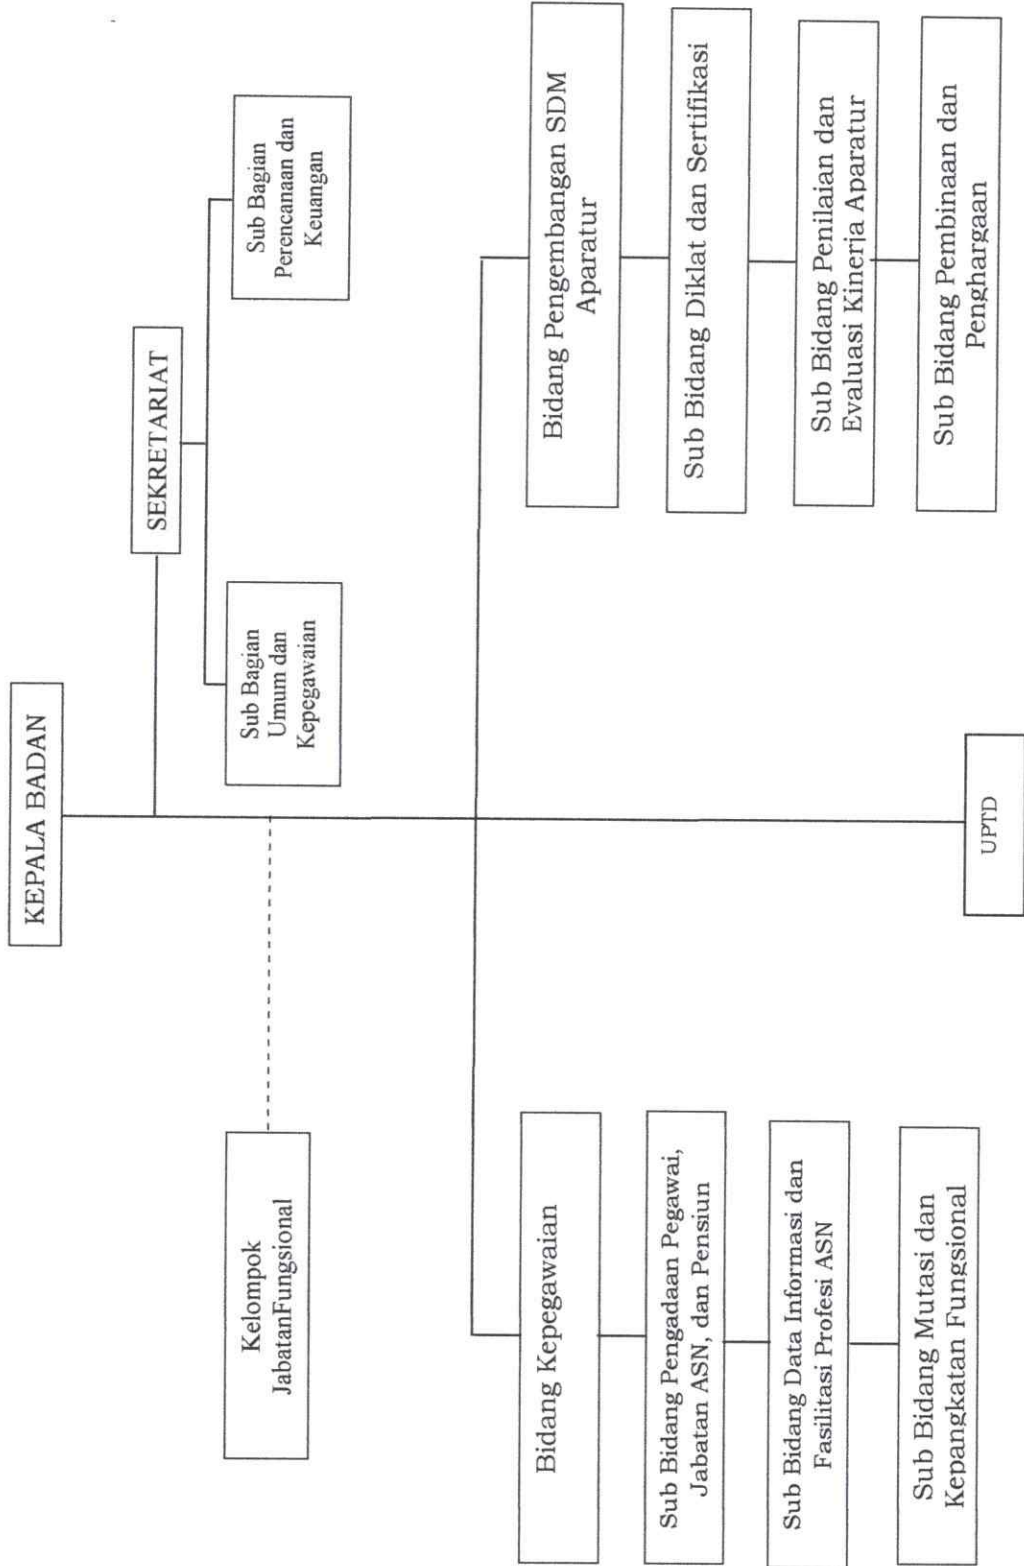 KEPALA BADAN
SEKRETARIAT
Sub Bagian
Umum dan
Kepegawaian
Sub Bagian
Perencanaan dan
Keuangan
Kelompok
JabatanFungsional
Bidang Kepegawaian
Sub Bidang Pengadaan Pegawai,
Jabatan ASN, dan Pensiun
Sub Bidang Data Informasi dan
Fasilitasi Profesi ASN
Sub Bidang Mutasi dan
Kepangkatan Fungsional
Bidang Pengembangan SDM
Aparatur
Sub Bidang Diklat dan Sertifikasi
Sub Bidang Penilaian dan
Evaluasi Kinerja Aparatur
Sub Bidang Pembinaan dan
Penghargaan
UPTD